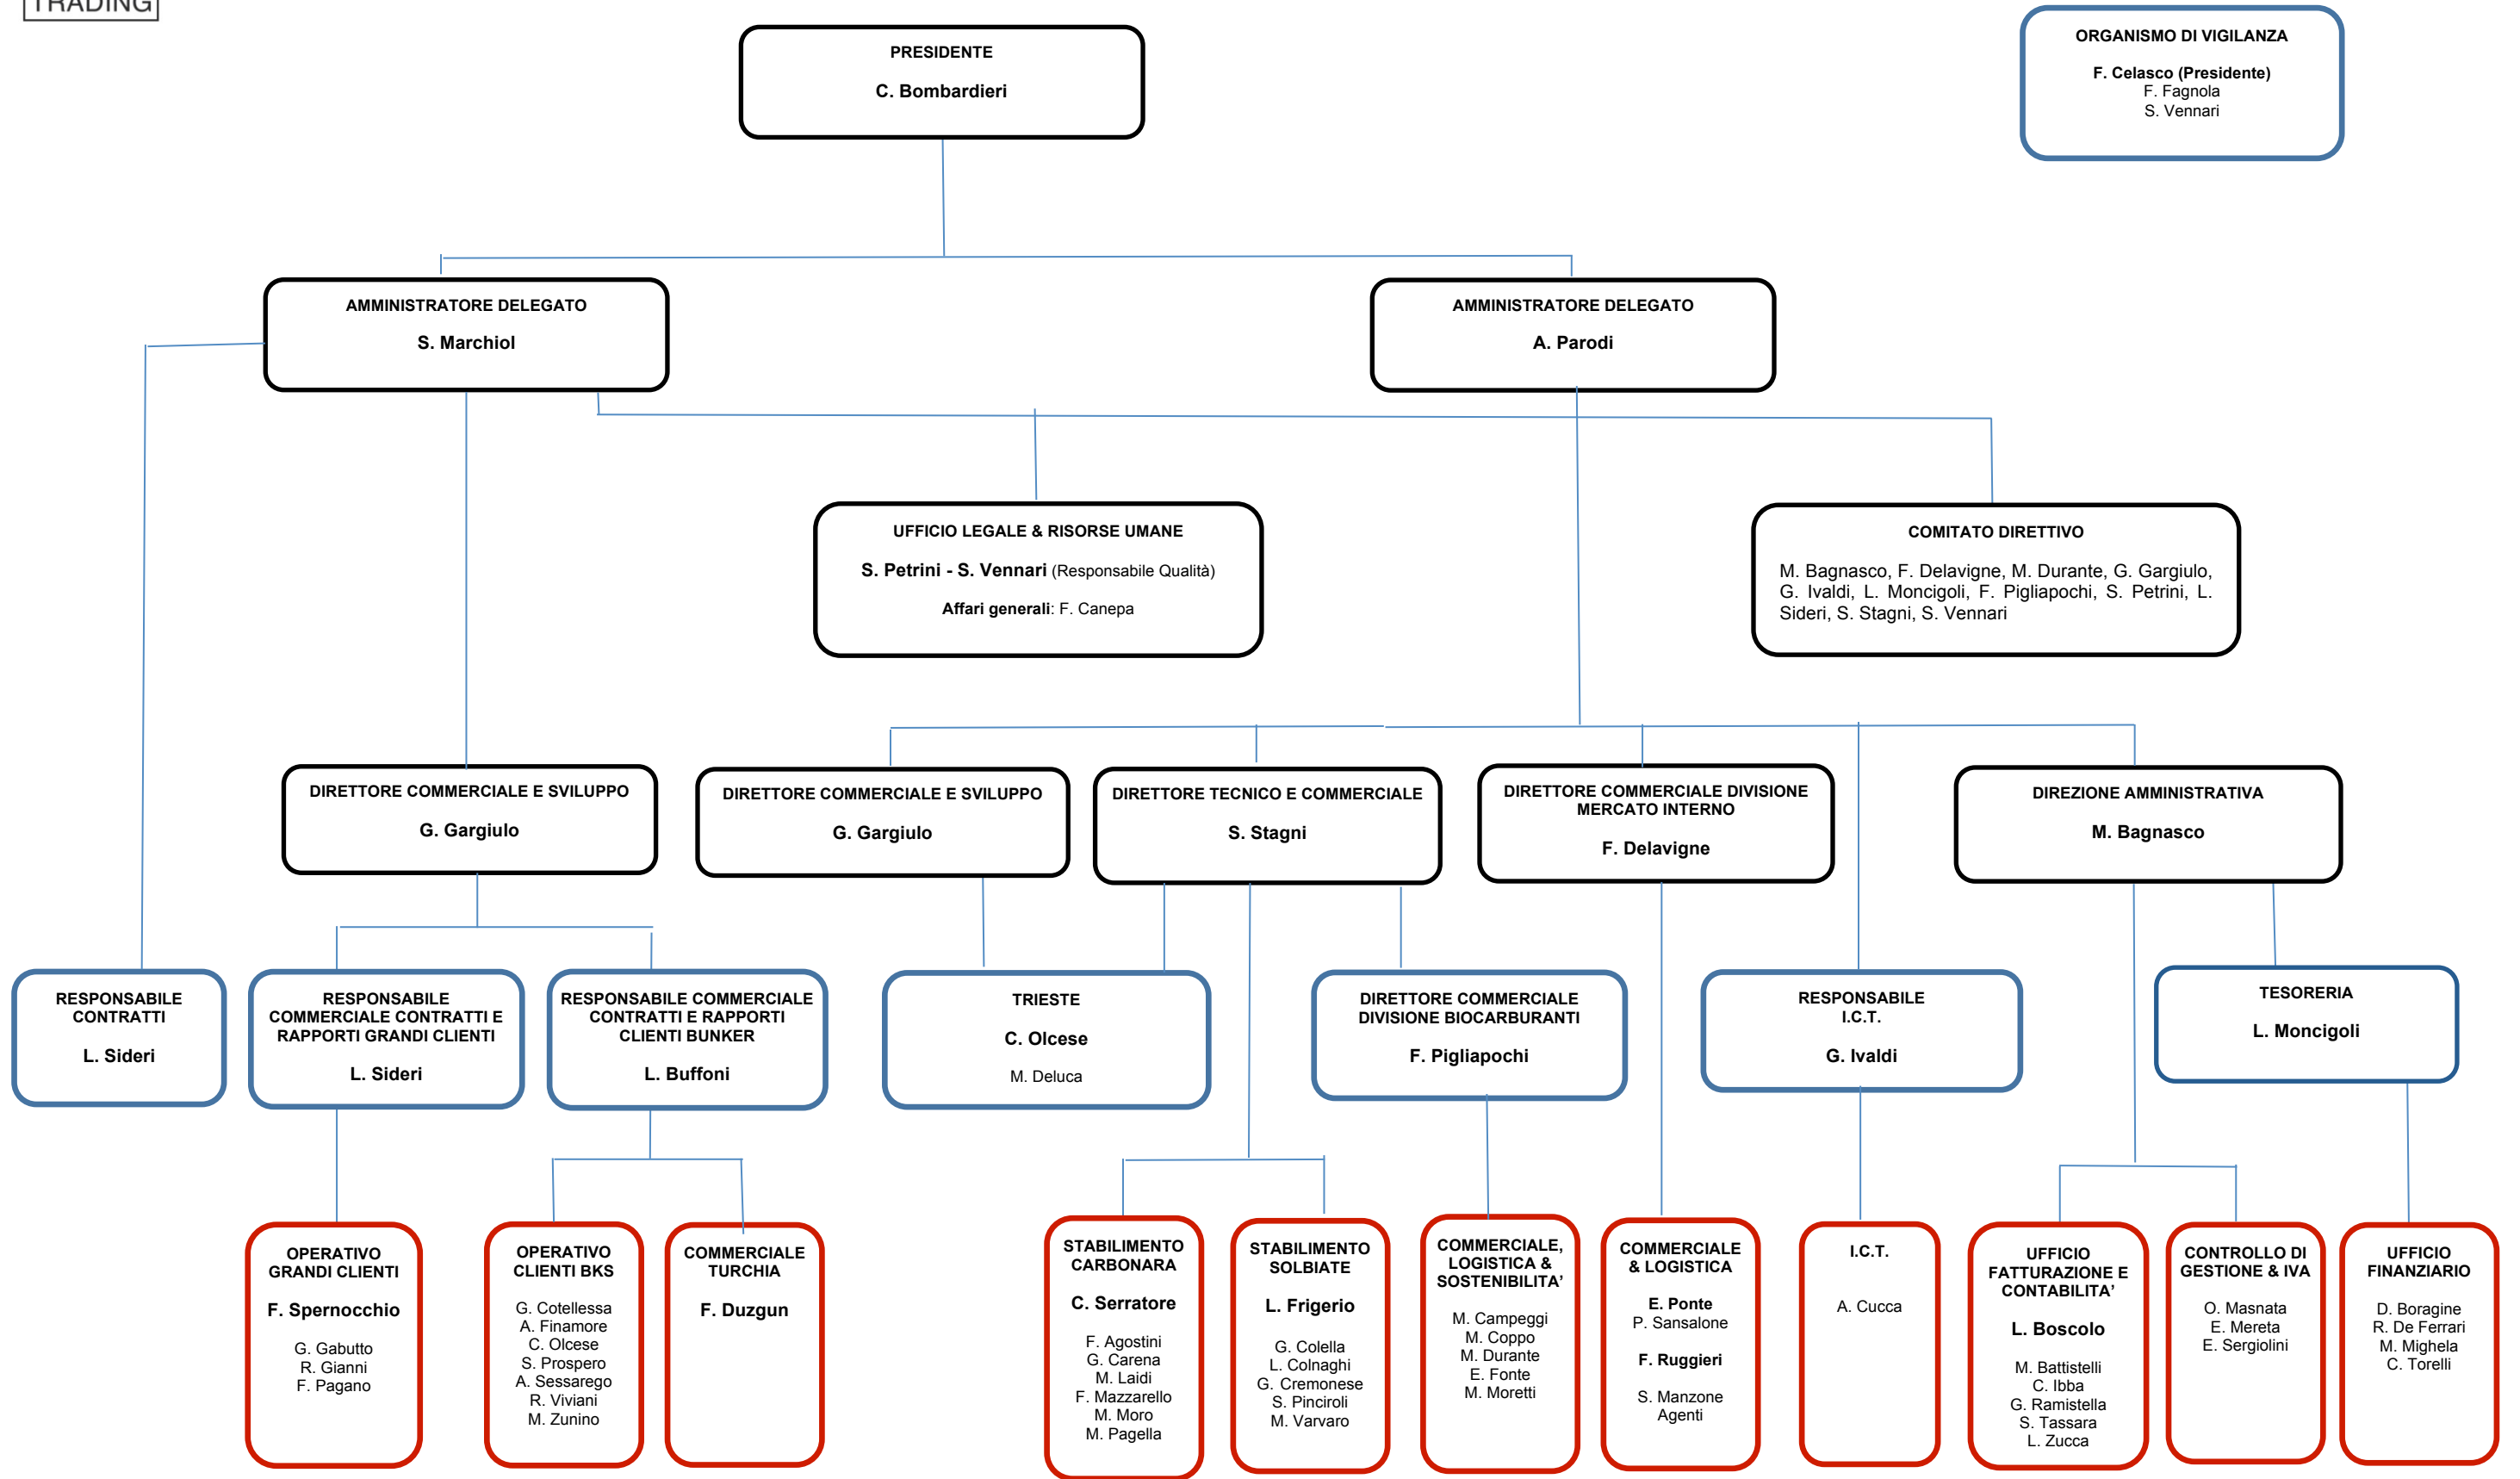 TRADING
PRESIDENTE
C. Bombardieri
ORGANISMO DI VIGILANZA
F. Celasco (Presidente)
F. Fagnola
S. Vennari
AMMINISTRATORE DELEGATO
S. Marchiol
AMMINISTRATORE DELEGATO
A. Parodi
UFFICIO LEGALE & RISORSE UMANE
S. Petrini - S. Vennari (Responsabile Qualità)
Affari generali: F. Canepa
COMITATO DIRETTIVO
M. Bagnasco, F. Delavigne, M. Durante, G. Gargiulo,
G. Ivaldi, L. Moncigoli, F. Pigliapochi, S. Petrini, L.
Sideri, S. Stagni, S. Vennari
DIRETTORE COMMERCIALE E SVILUPPO
G. Gargiulo
DIRETTORE COMMERCIALE E SVILUPPO
G. Gargiulo
DIRETTORE TECNICO E COMMERCIALE
S. Stagni
DIRETTORE COMMERCIALE DIVISIONE
MERCATO INTERNO
F. Delavigne
DIREZIONE AMMINISTRATIVA
M. Bagnasco
RESPONSABILE
CONTRATTI
L. Sideri
RESPONSABILE
COMMERCIALE CONTRATTI E
RAPPORTI GRANDI CLIENTI
L. Sideri
RESPONSABILE COMMERCIALE
CONTRATTI E RAPPORTI
CLIENTI BUNKER
L. Buffoni
TRIESTE
C. Olcese
M. Deluca
DIRETTORE COMMERCIALE
DIVISIONE BIOCARBURANTI
F. Pigliapochi
RESPONSABILE
I.C.T.
G. Ivaldi
TESORERIA
L. Moncigoli
OPERATIVO
GRANDI CLIENTI
F. Spernocchio
G. Gabutto
R. Gianni
F. Pagano
OPERATIVO
CLIENTI BKS
G. Cotellessa
A. Finamore
C. Olcese
S. Prospero
A. Sessarego
R. Viviani
M. Zunino
COMMERCIALE
TURCHIA
F. Duzgun
STABILIMENTO
CARBONARA
C. Serratore
F. Agostini
G. Carena
M. Laidi
F. Mazzarello
M. Moro
M. Pagella
STABILIMENTO
SOLBIATE
L. Frigerio
G. Colella
L. Colnaghi
G. Cremonese
S. Pinciroli
M. Varvaro
COMMERCIALE,
LOGISTICA &
SOSTENIBILITA’
M. Campeggi
M. Coppo
M. Durante
E. Fonte
M. Moretti
COMMERCIALE
& LOGISTICA
E. Ponte
P. Sansalone
F. Ruggieri
S. Manzone
Agenti
I.C.T.
A. Cucca
UFFICIO
FATTURAZIONE E
CONTABILITA’
L. Boscolo
M. Battistelli
C. Ibba
G. Ramistella
S. Tassara
L. Zucca
CONTROLLO DI
GESTIONE & IVA
O. Masnata
E. Mereta
E. Sergiolini
UFFICIO
FINANZIARIO
D. Boragine
R. De Ferrari
M. Mighela
C. Torelli